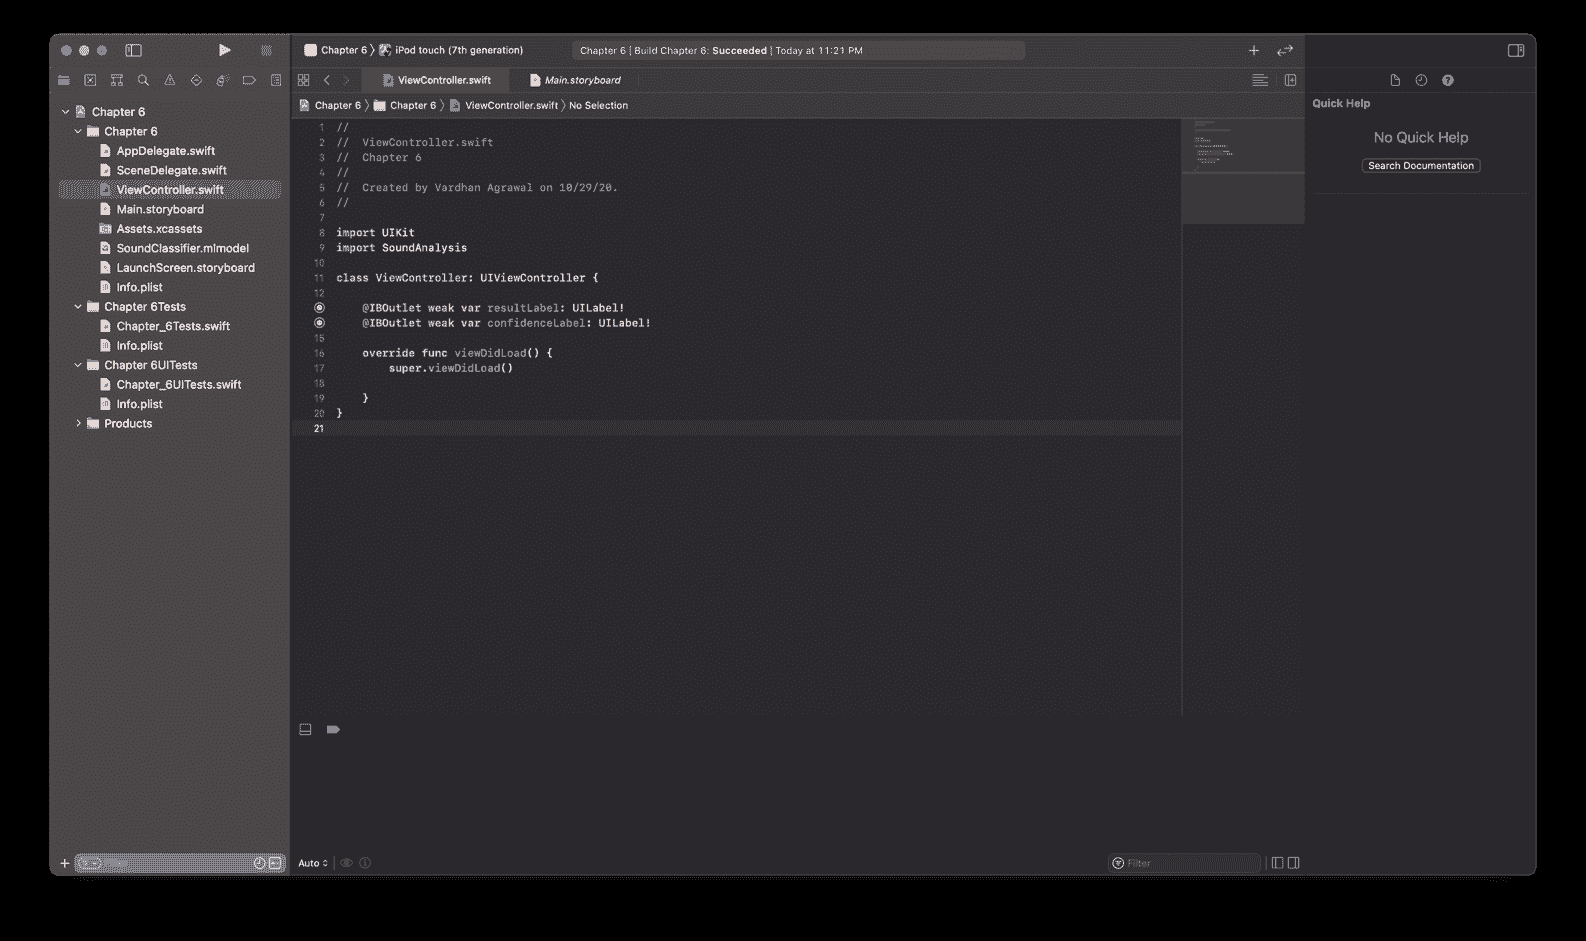 Chapter 6 〉 iPod touch (7th generation)
Chapter 6 | Build Chapter 6: Succeeded | Today at 11:21 PM
ViewController.swift
Main.storyboard
Chapter 6 〉 Chapter 6 〉 ViewController.swift 〉 No Selection
Chapter 6
Chapter 6
AppDelegate.swift
SceneDelegate.swift
ViewController.swift
Main.storyboard
Assets.xcassets
SoundClassifier.mlmodel
LaunchScreen.storyboard
Info.plist
Chapter 6Tests
Chapter_6Tests.swift
Info.plist
Chapter 6UITests
Chapter_6UITests.swift
Info.plist
Products
1 //
2 //  ViewController.swift
3 //  Chapter 6
4 //
5 //  Created by Vardhan Agrawal on 10/29/20.
6 //
7
8 import UIKit
9 import SoundAnalysis
10
11 class ViewController: UIViewController {
12
@IBOutlet weak var resultLabel: UILabel!
@IBOutlet weak var confidenceLabel: UILabel!
15
16     override func viewDidLoad() {
17         super.viewDidLoad()
18
19     }
20 }
21
Quick Help
No Quick Help
Search Documentation
Auto
Filter